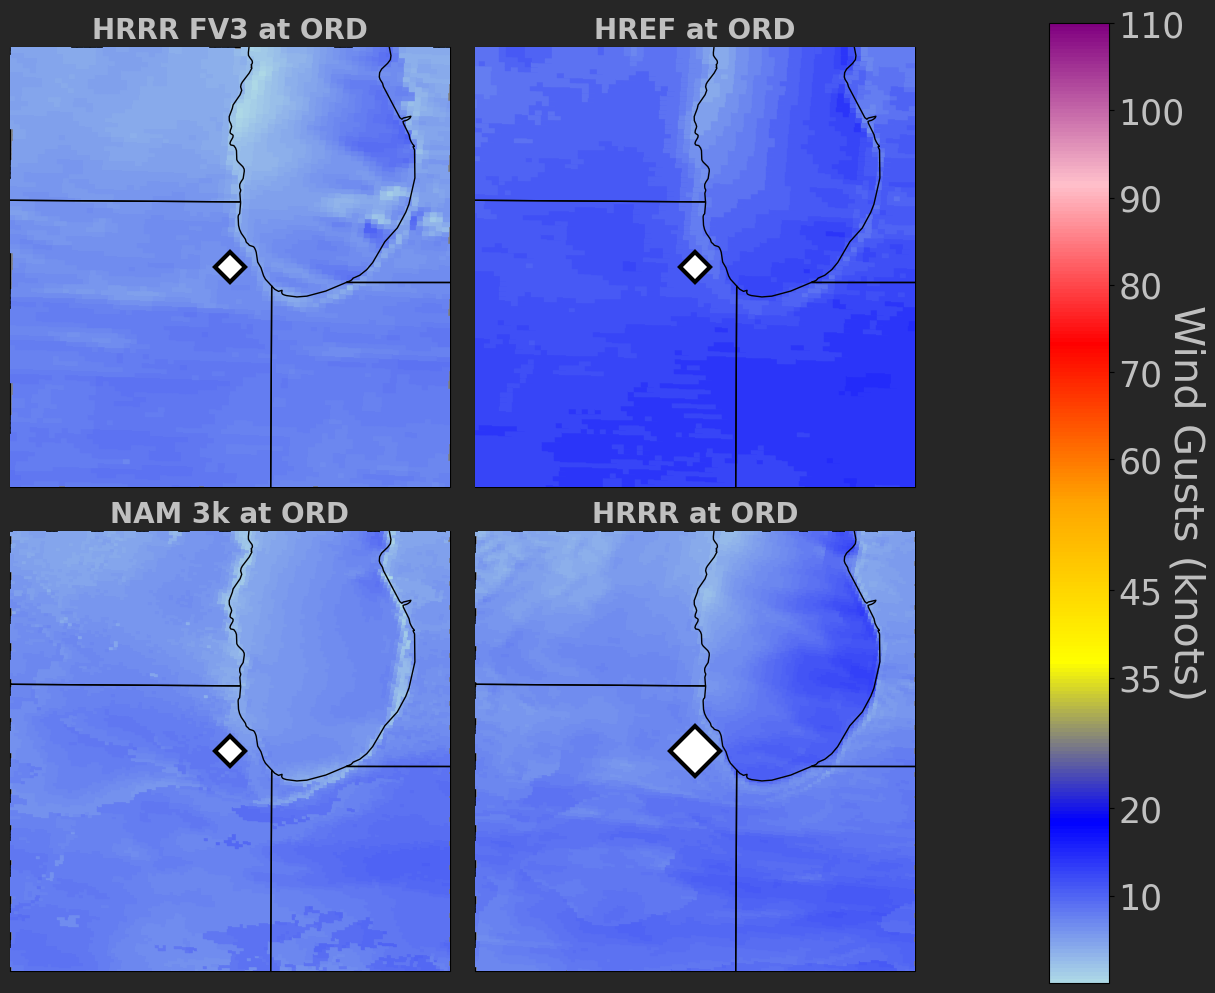 HRRR FV3 at ORD
HREF at ORD
NAM 3k at ORD
HRRR at ORD
110
100
90
80
70
60
45
35
20
10
Wind Gusts (knots)